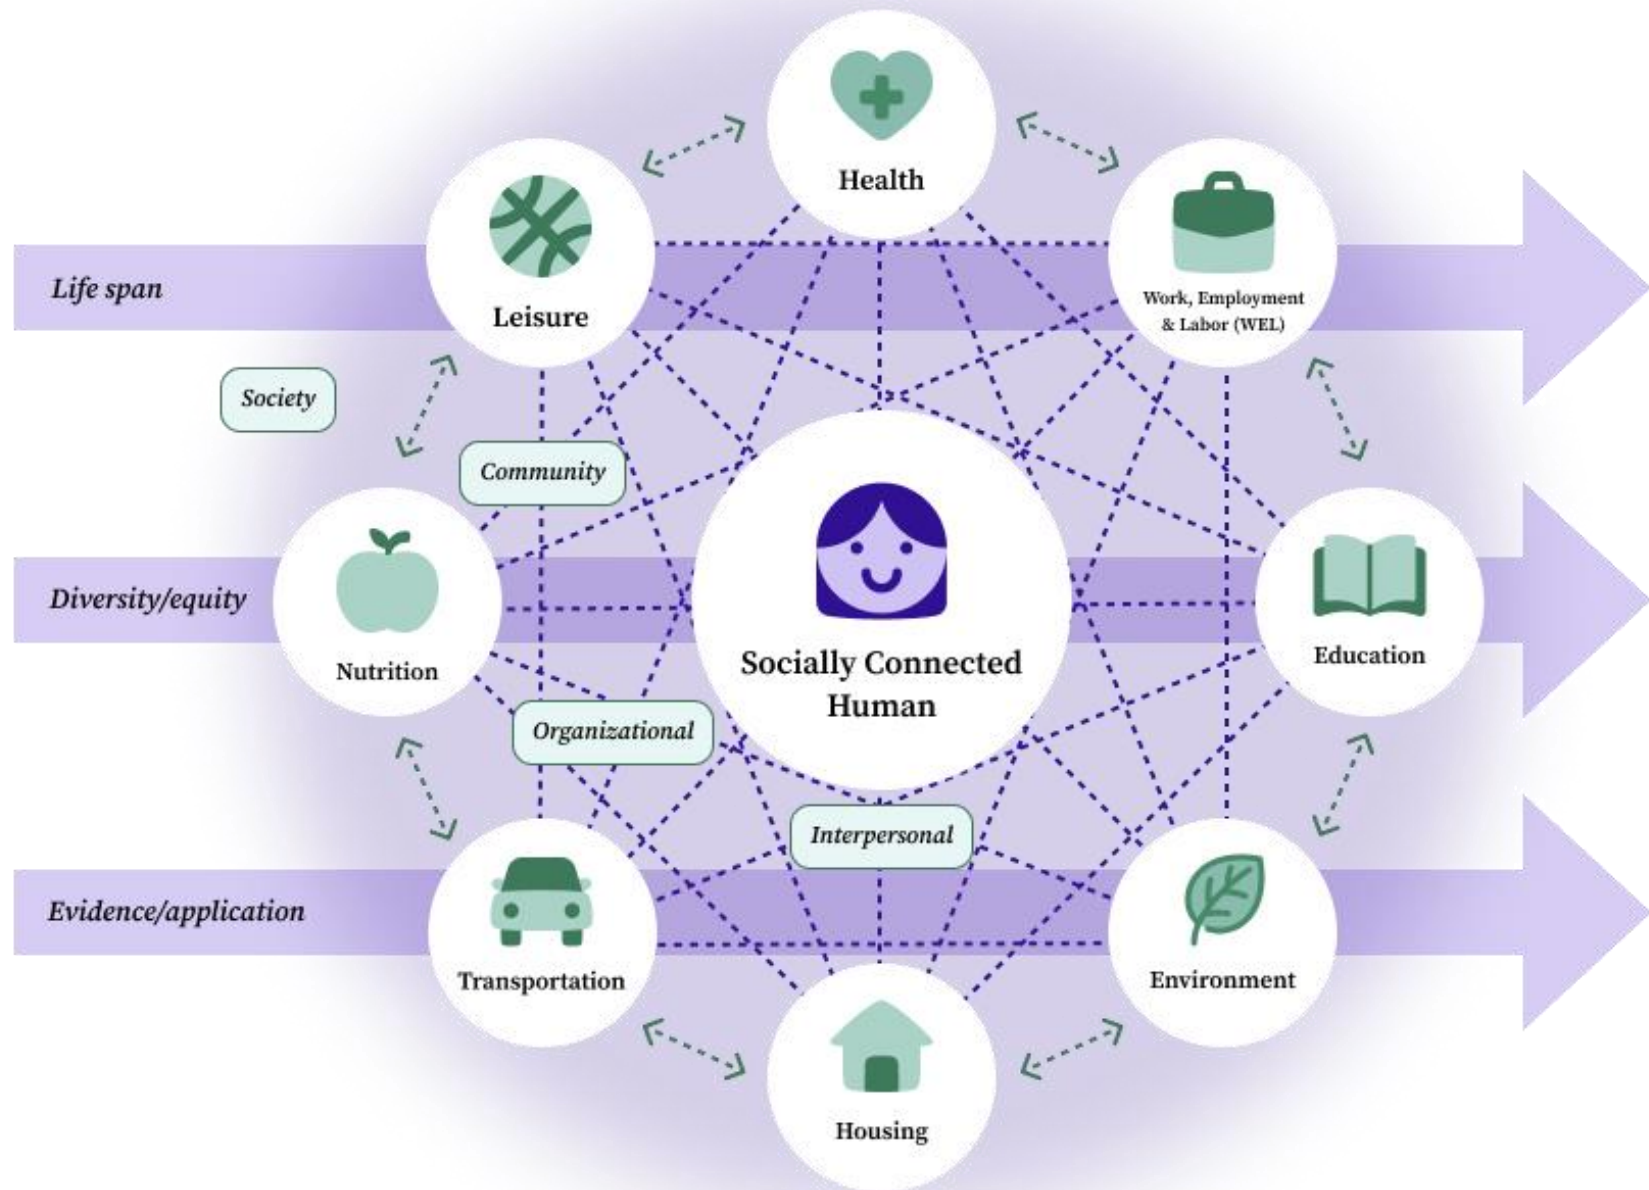 Health
Leisure
Work, Employment
& Labor (WEL)
Life span
Society
Community
Diversity/equity
Nutrition
Socially Connected
Human
Education
Organizational
Interpersonal
Evidence/application
Transportation
Environment
Housing